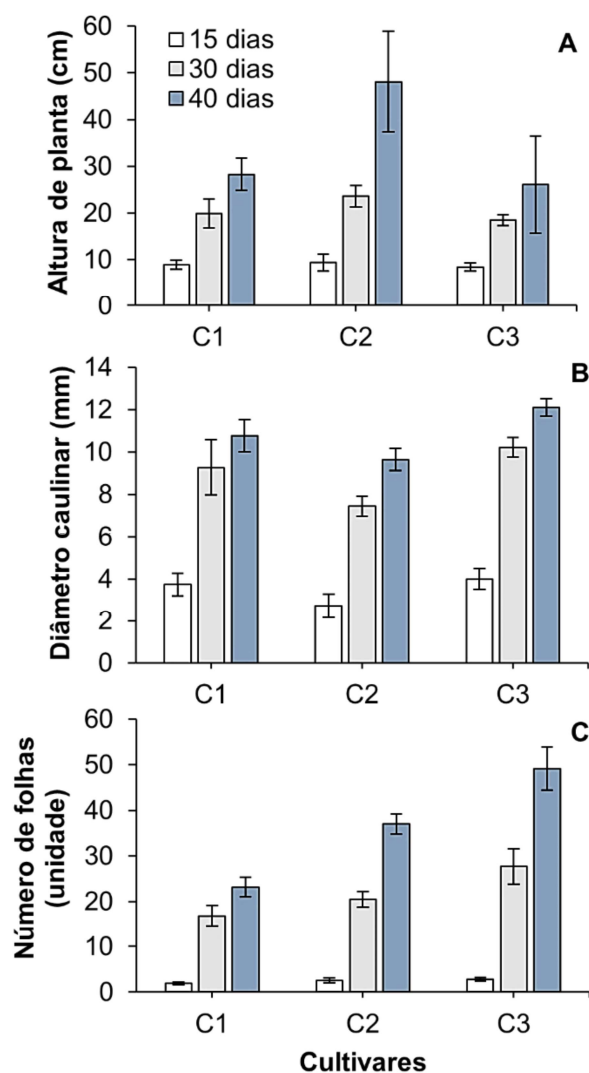 60
50
40
30
20
10
0
Altura de planta (cm)
15 dias
30 dias
40 dias
A
C1 C2 C3
14
12
10
8
6
4
2
0
Diâmetro caulinar (mm)
B
C1 C2 C3
60
50
40
30
20
10
0
Número de folhas
(unidade)
C
C1 C2 C3
Cultivares